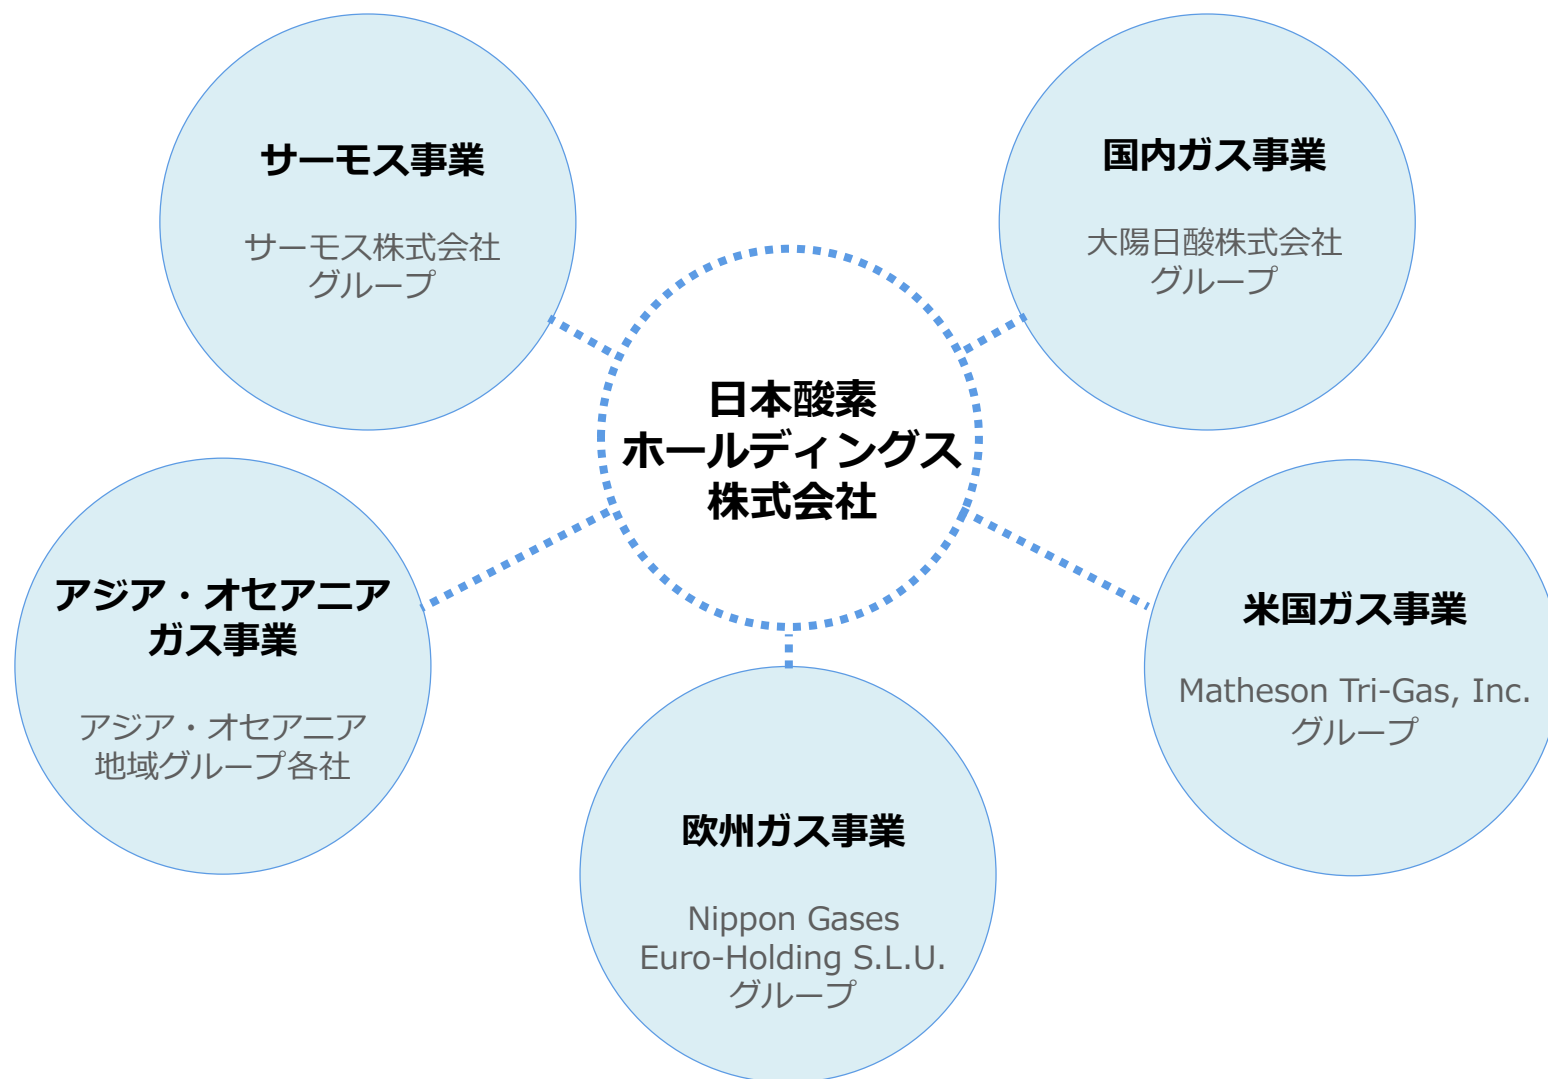 サーモス事業
サーモス株式会社
グループ
国内ガス事業
大陽日酸株式会社
グループ
日本酸素
ホールディングス
株式会社
アジア・オセアニア
ガス事業
アジア・オセアニア
地域グループ各社
米国ガス事業
Matheson Tri-Gas, Inc.
グループ
欧州ガス事業
Nippon Gases
Euro-Holding S.L.U.
グループ